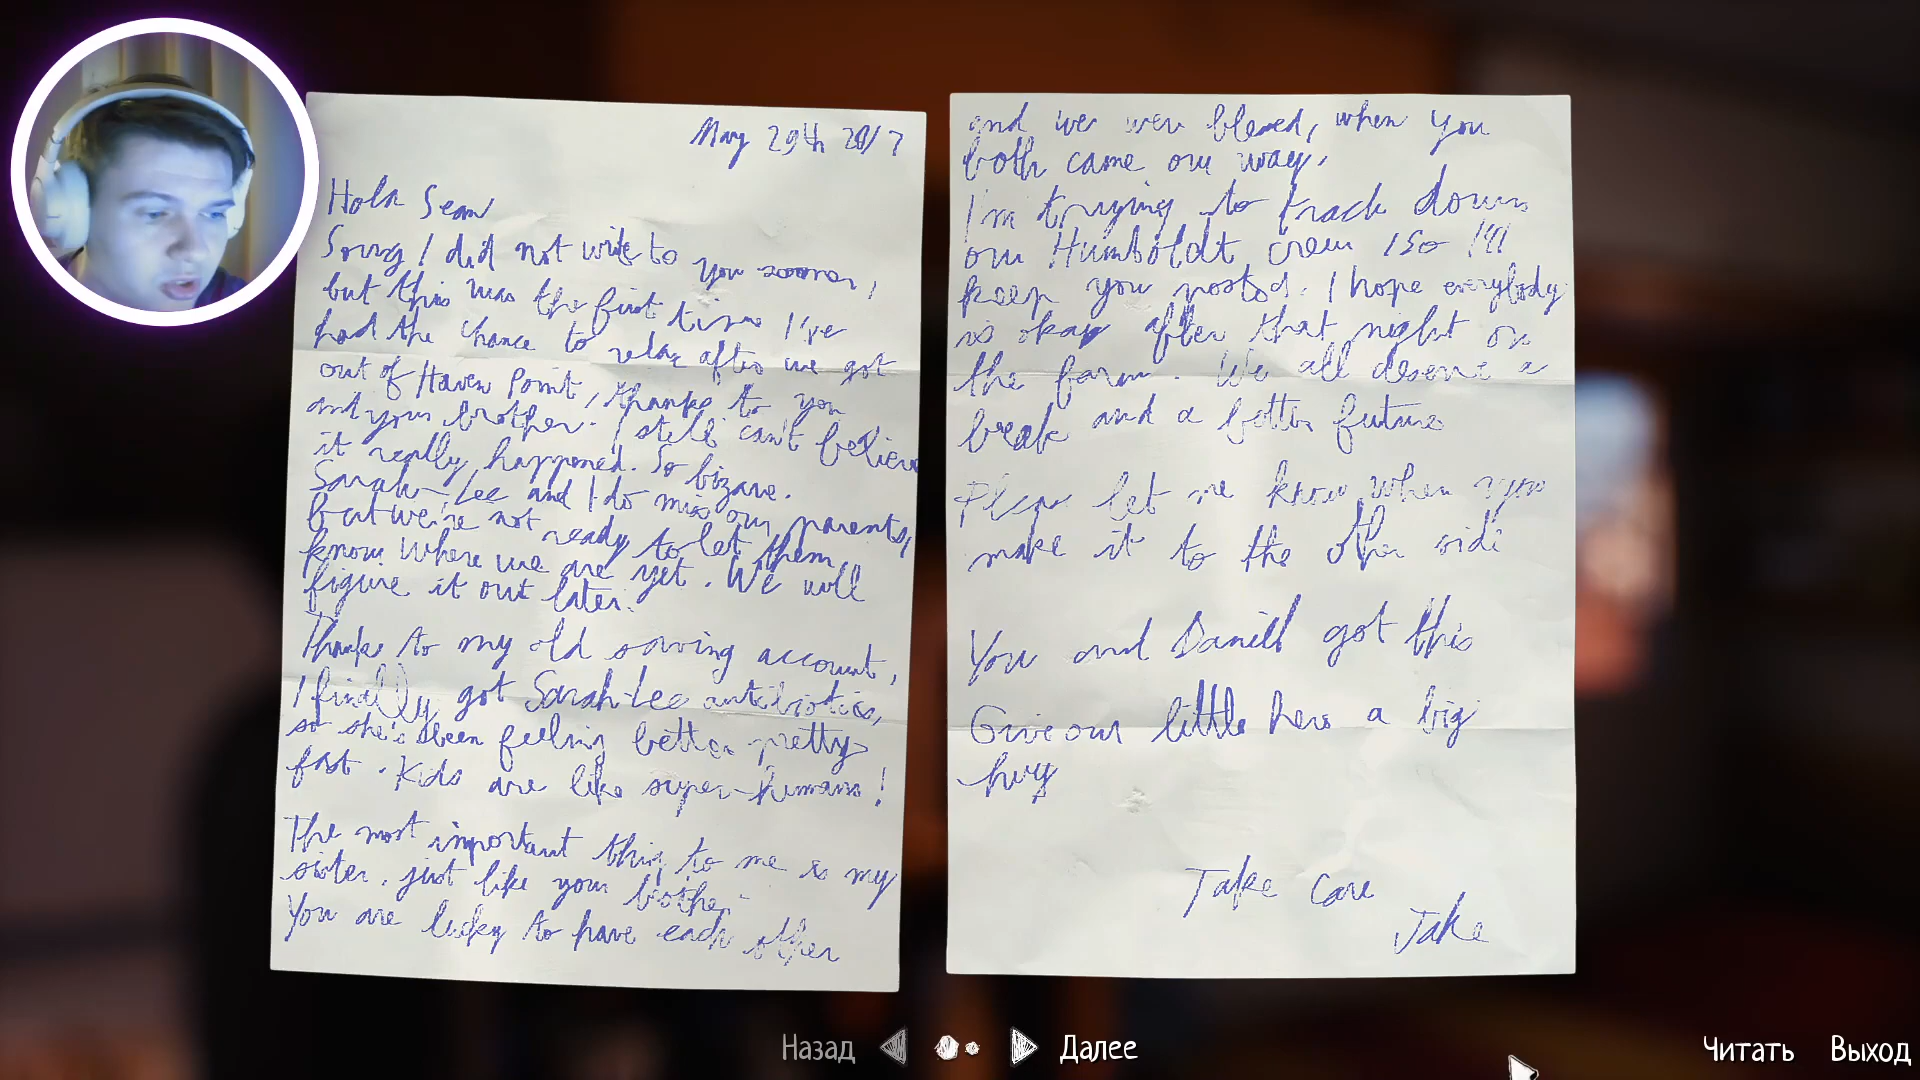 May 29th 2017
Hola Sean
Sorry I did not write to you sooner,
but this was the first time I've
had the chance to relax after we got
out of Haven Point, thanks to you
and your brother. I still can't believe
it really happened. So bizare.
Sarah-Lee and I do miss our parents,
but we're not ready to let them
know where we are yet. We will
figure it out later.
Thanks to my old saving account,
I finally got Sarah-Lee antibiotics,
so she's been feeling better pretty
fast. Kids are like super-humans!
The most important thing to me is my
sister, just like your brother.
You are lucky to have each other
and we were blessed, when you
both came our way.
I'm trying to track down
our Humboldt crew, so I'll
keep you posted. I hope everybody
is okay after that night on
the farm. We all deserve a
break and a better future
Please let me know when you
make it to the other side
You and Daniel got this
Give our little hero a big
hug
Take Care
Jake
Назад
Далее
Читать
Выход